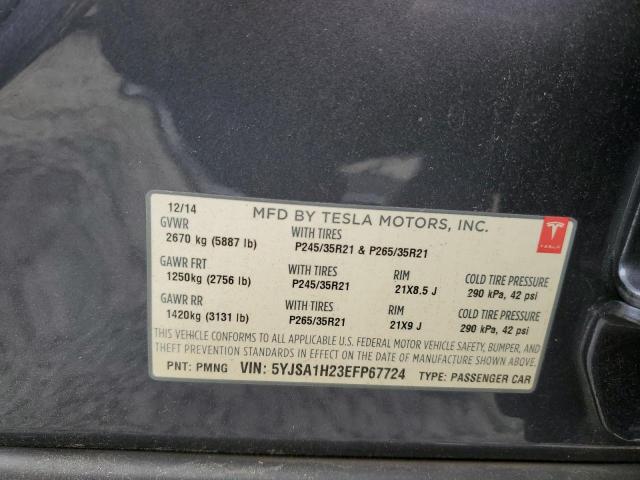 12/14 MFD BY TESLA MOTORS, INC.
GVWR WITH TIRES
2670 kg (5887 lb) P245/35R21 & P265/35R21
GAWR FRT WITH TIRES RIM COLD TIRE PRESSURE
1250kg (2756 lb) P245/35R21 21X8.5 J 290 kPa, 42 psi
GAWR RR WITH TIRES RIM COLD TIRE PRESSURE
1420kg (3131 lb) P265/35R21 21X9 J 290 kPa, 42 psi
THIS VEHICLE CONFORMS TO ALL APPLICABLE U.S. FEDERAL MOTOR VEHICLE SAFETY, BUMPER, AND
THEFT PREVENTION STANDARDS IN EFFECT ON THE DATE OF MANUFACTURE SHOWN ABOVE.
PNT: PMNG VIN: 5YJSA1H23EFP67724 TYPE: PASSENGER CAR
TESLA